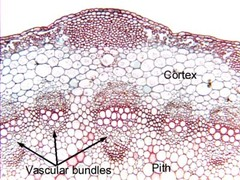 Cortex
Vascular bundles
Pith